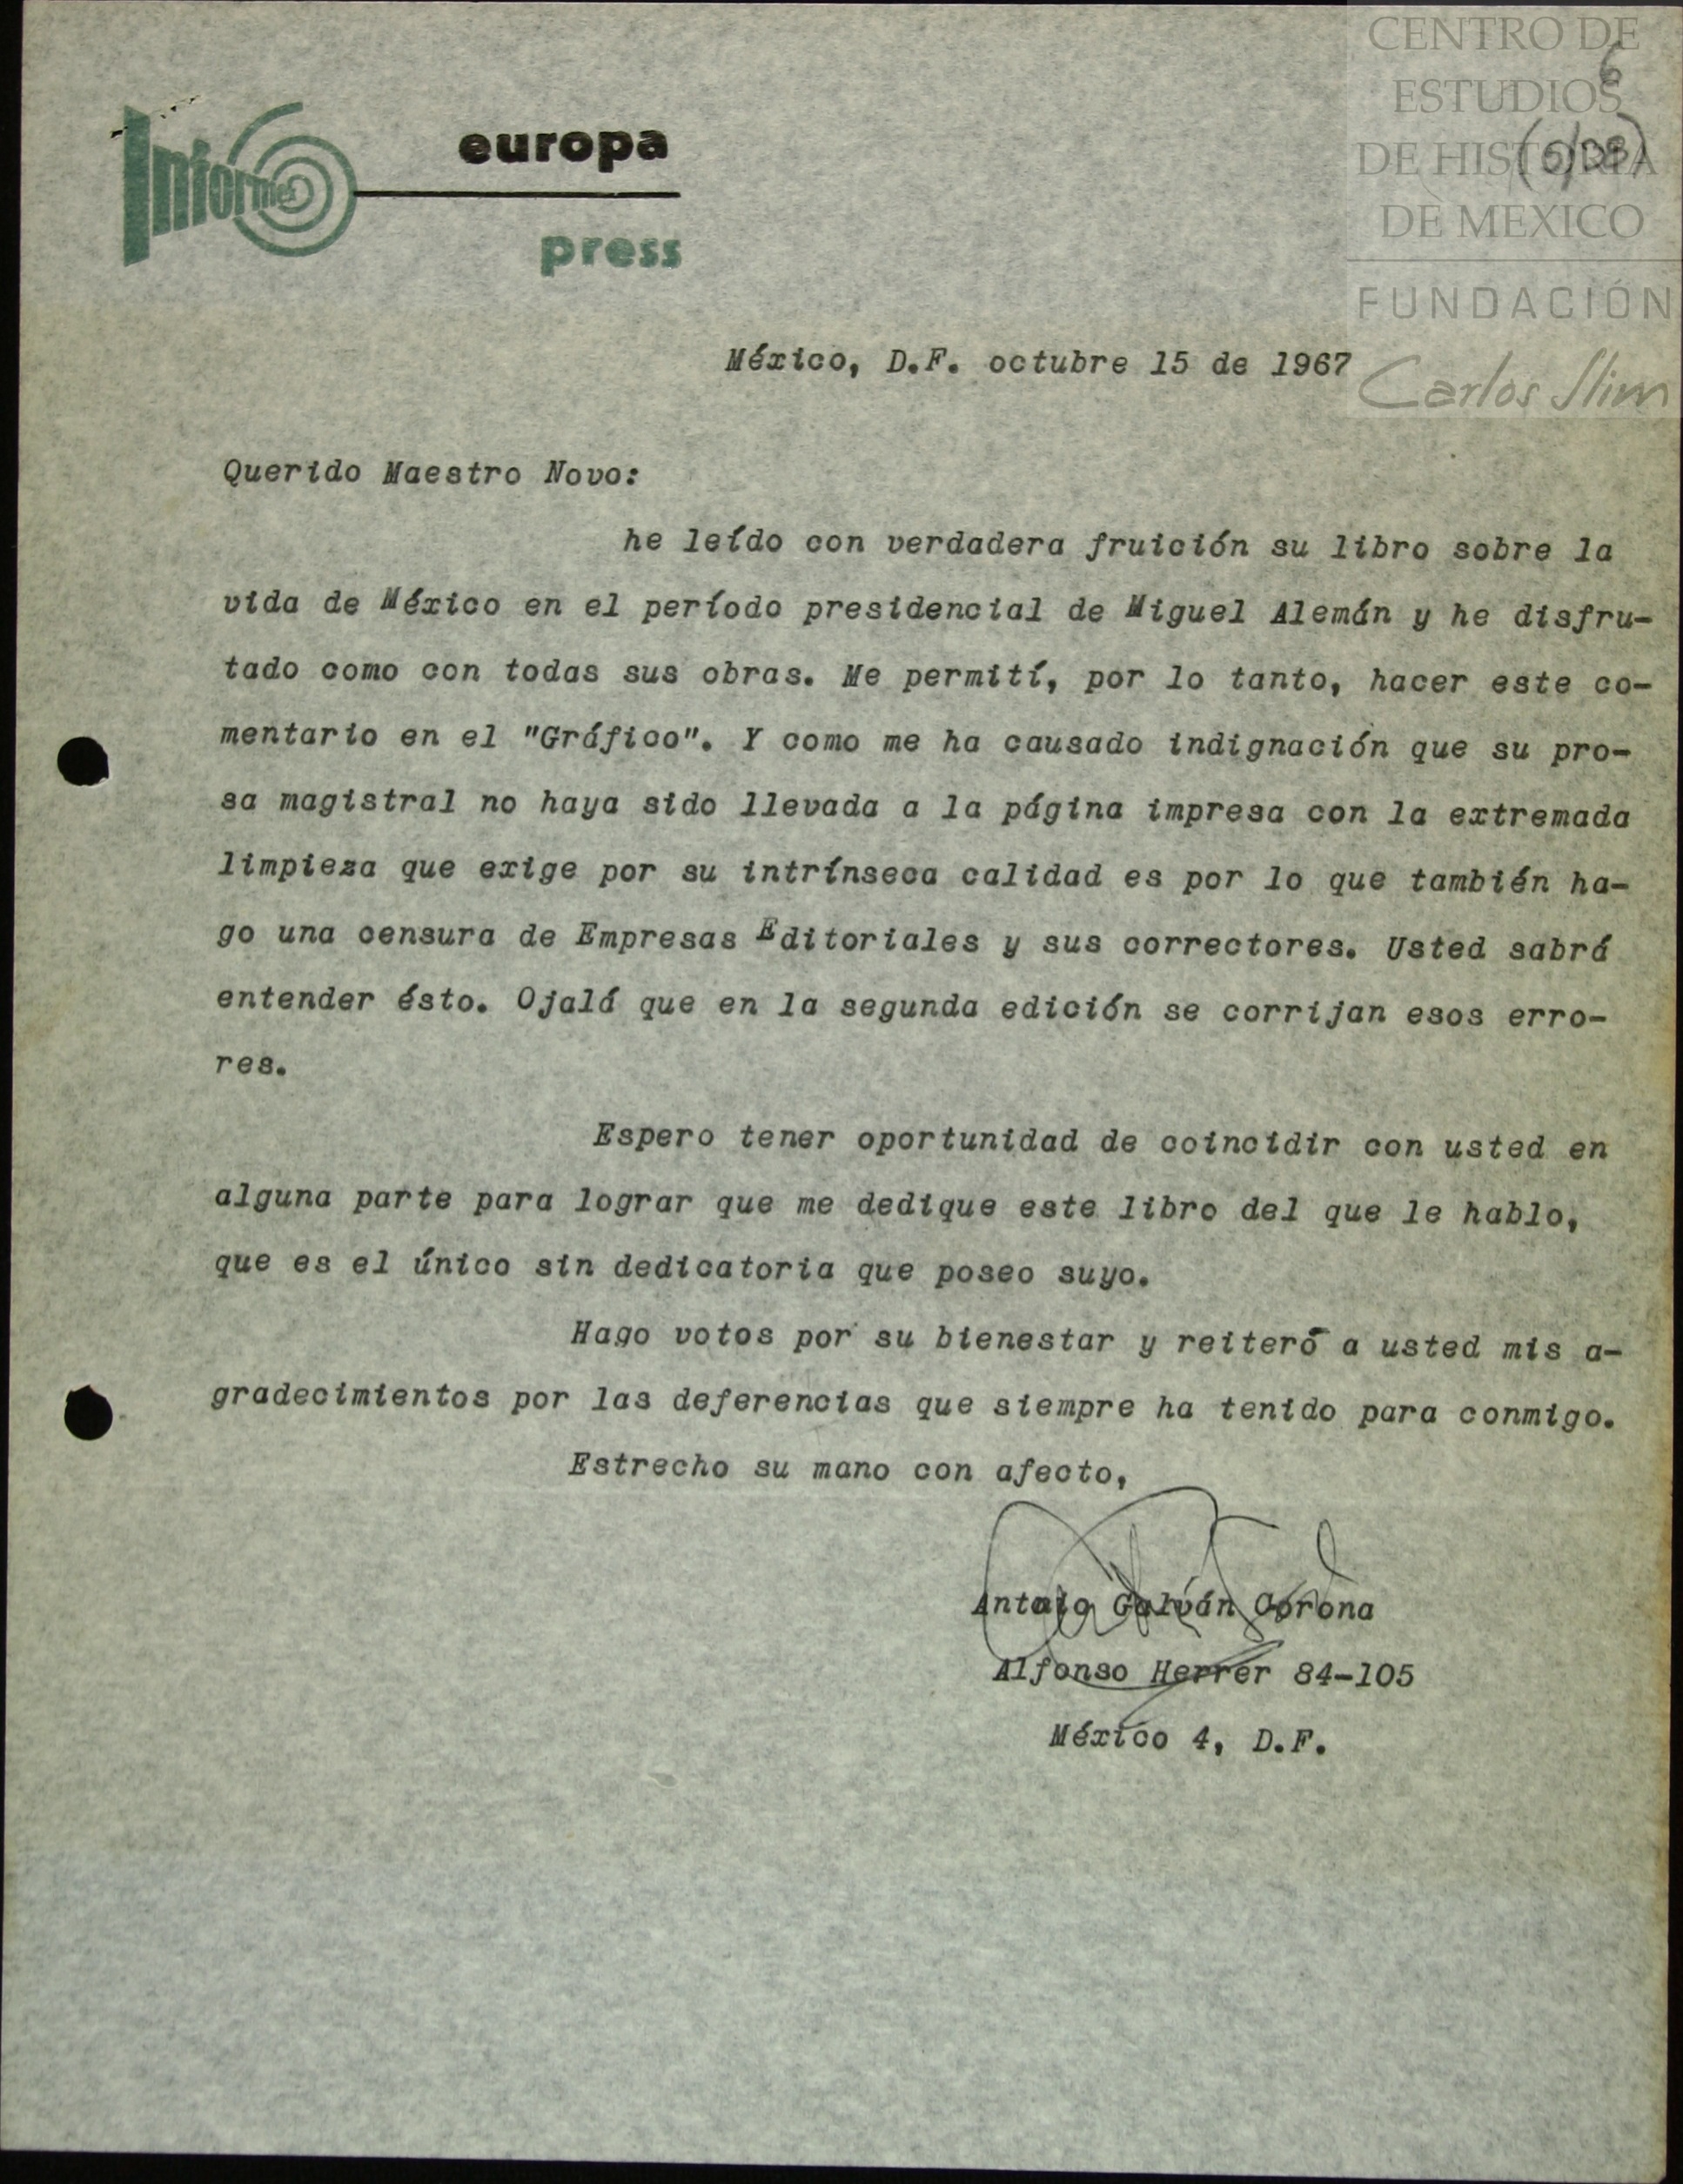 CENTRO DE
ESTUDIOS
DE HISTORIA
DE MEXICO
FUNDACIÓN
Carlos Slim
6
Informes
europa
press
México, D.F. octubre 15 de 1967
Querido Maestro Novo:
he leído con verdadera fruición su libro sobre la
vida de México en el período presidencial de Miguel Alemán y he disfru-
tado como con todas sus obras. Me permití, por lo tanto, hacer este co-
mentario en el "Gráfico". Y como me ha causado indignación que su pro-
sa magistral no haya sido llevada a la página impresa con la extremada
limpieza que exige por su intrínseca calidad es por lo que también ha-
go una censura de Empresas Editoriales y sus correctores. Usted sabrá
entender ésto. Ojalá que en la segunda edición se corrijan esos erro-
res.
Espero tener oportunidad de coincidir con usted en
alguna parte para lograr que me dedique este libro del que le hablo,
que es el único sin dedicatoria que poseo suyo.
Hago votos por su bienestar y reiteró a usted mis a-
gradecimientos por las deferencias que siempre ha tenido para conmigo.
Estrecho su mano con afecto,
Antonio Galván Corona
Alfonso Herrer 84-105
México 4, D.F.